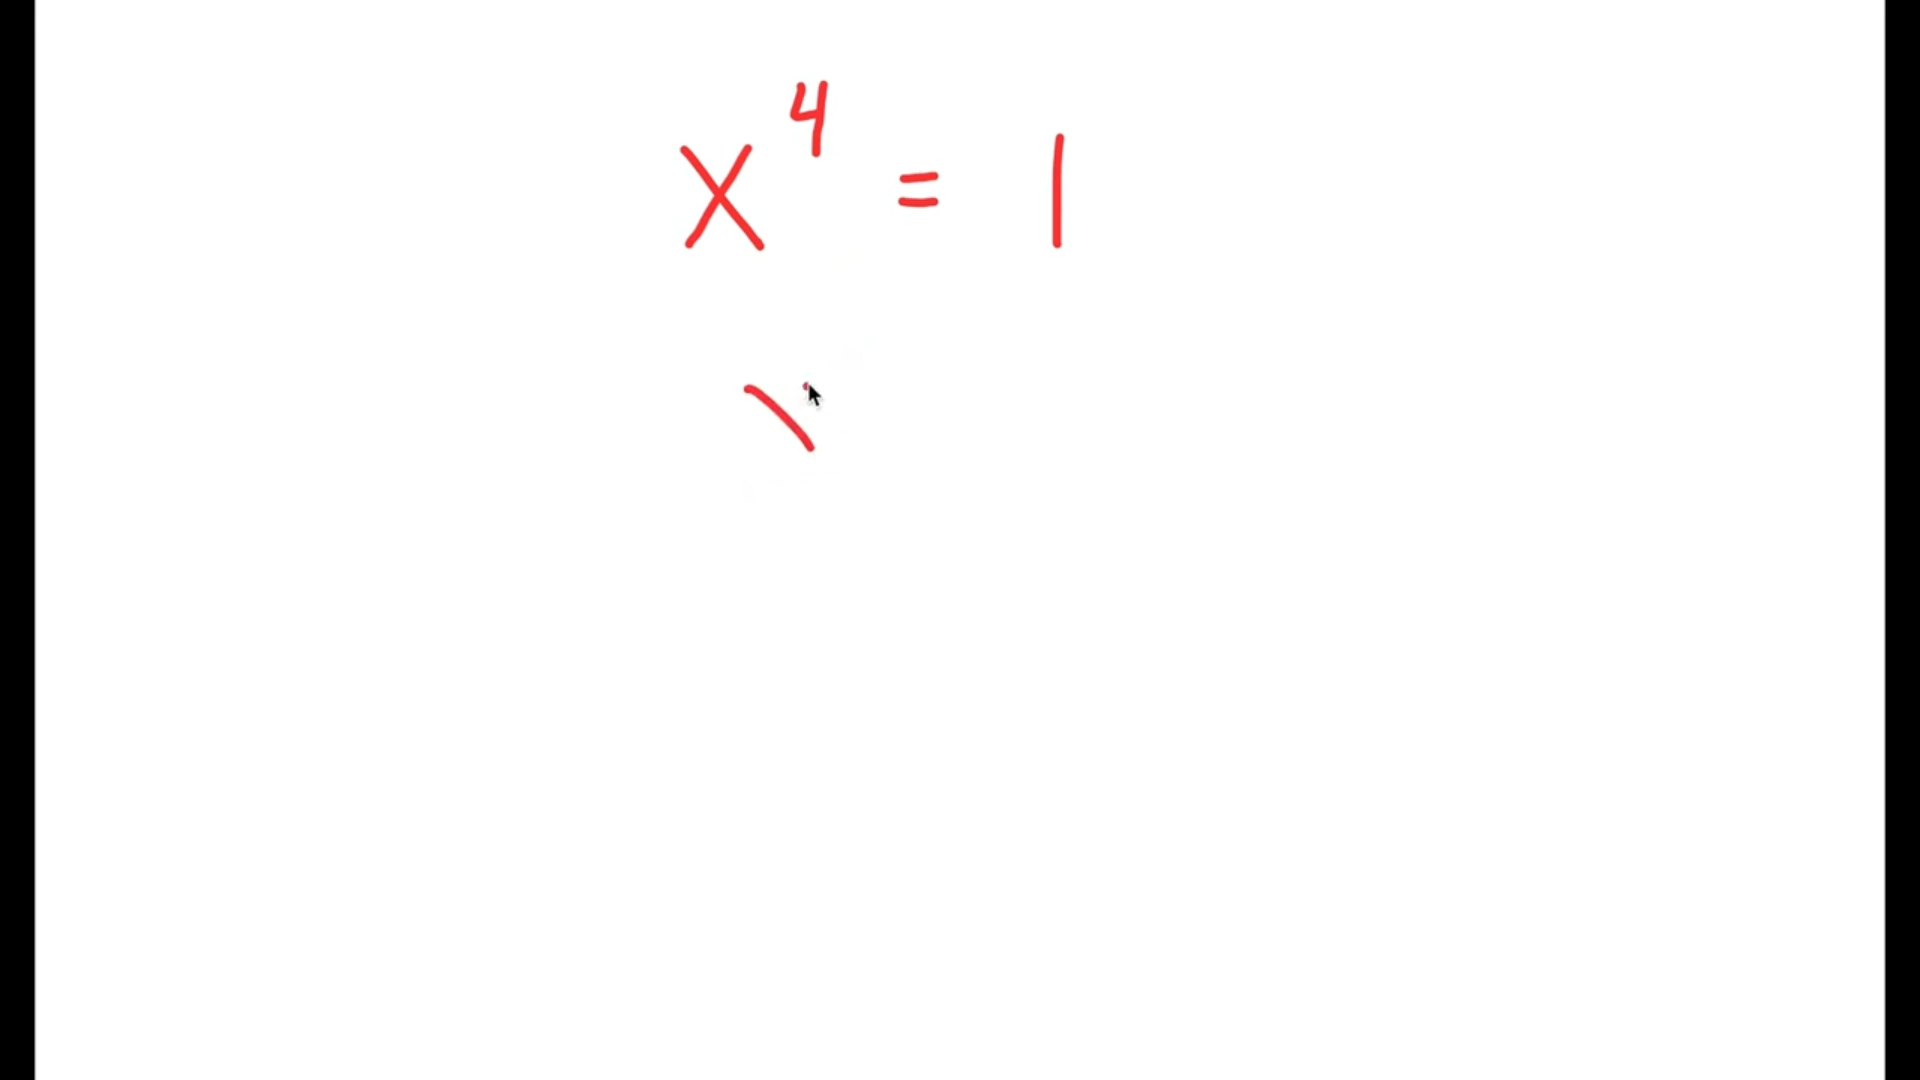 x⁴ = 1